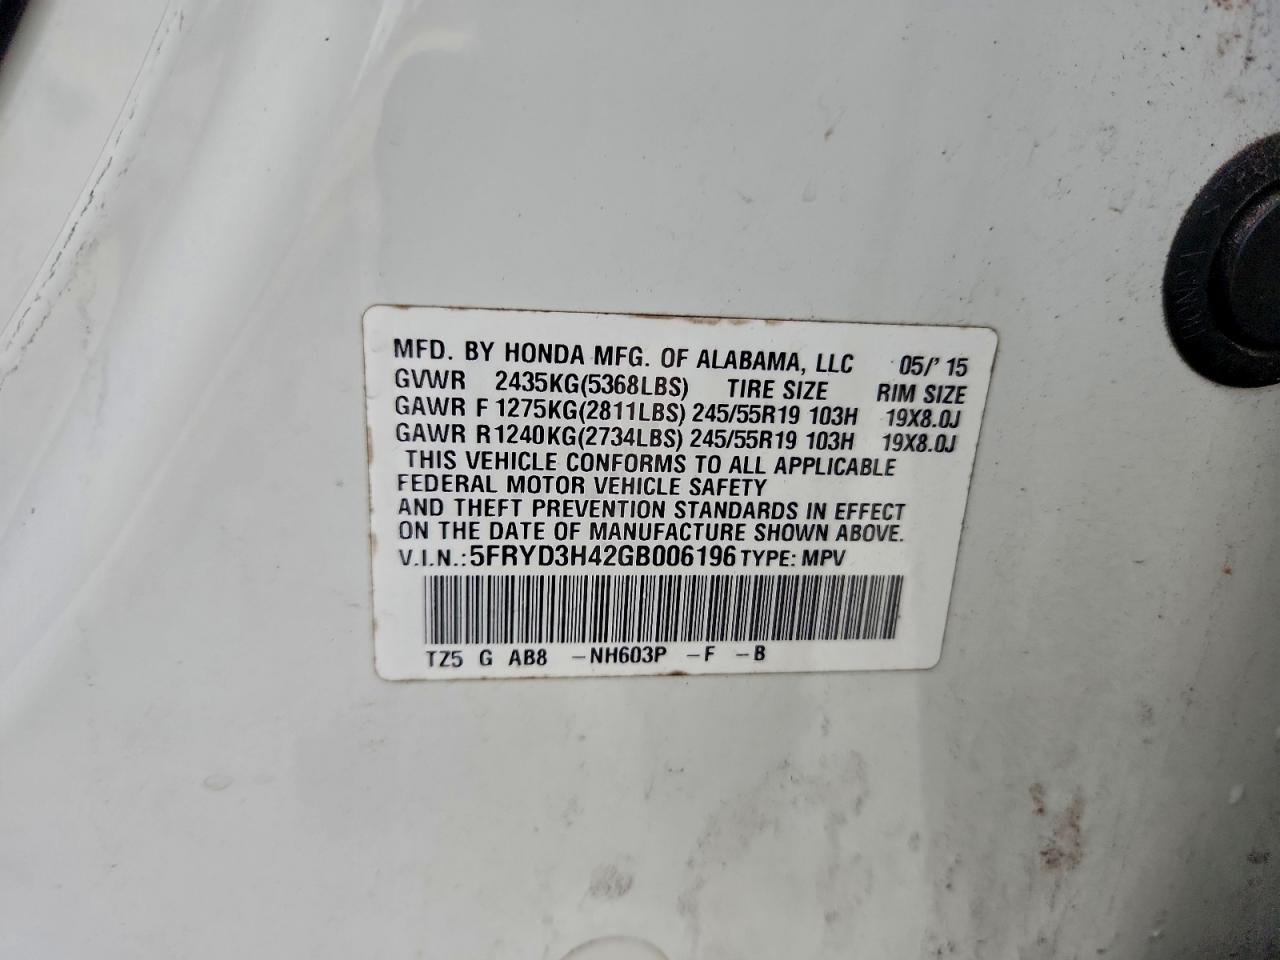 MFD. BY HONDA MFG. OF ALABAMA, LLC 05/'15
GVWR 2435KG(5368LBS) TIRE SIZE RIM SIZE
GAWR F 1275KG(2811LBS) 245/55R19 103H 19X8.0J
GAWR R1240KG(2734LBS) 245/55R19 103H 19X8.0J
THIS VEHICLE CONFORMS TO ALL APPLICABLE
FEDERAL MOTOR VEHICLE SAFETY
AND THEFT PREVENTION STANDARDS IN EFFECT
ON THE DATE OF MANUFACTURE SHOWN ABOVE.
V.I.N.:5FRYD3H42GB006196 TYPE: MPV
TZ5 G AB8 -NH603P -F -B